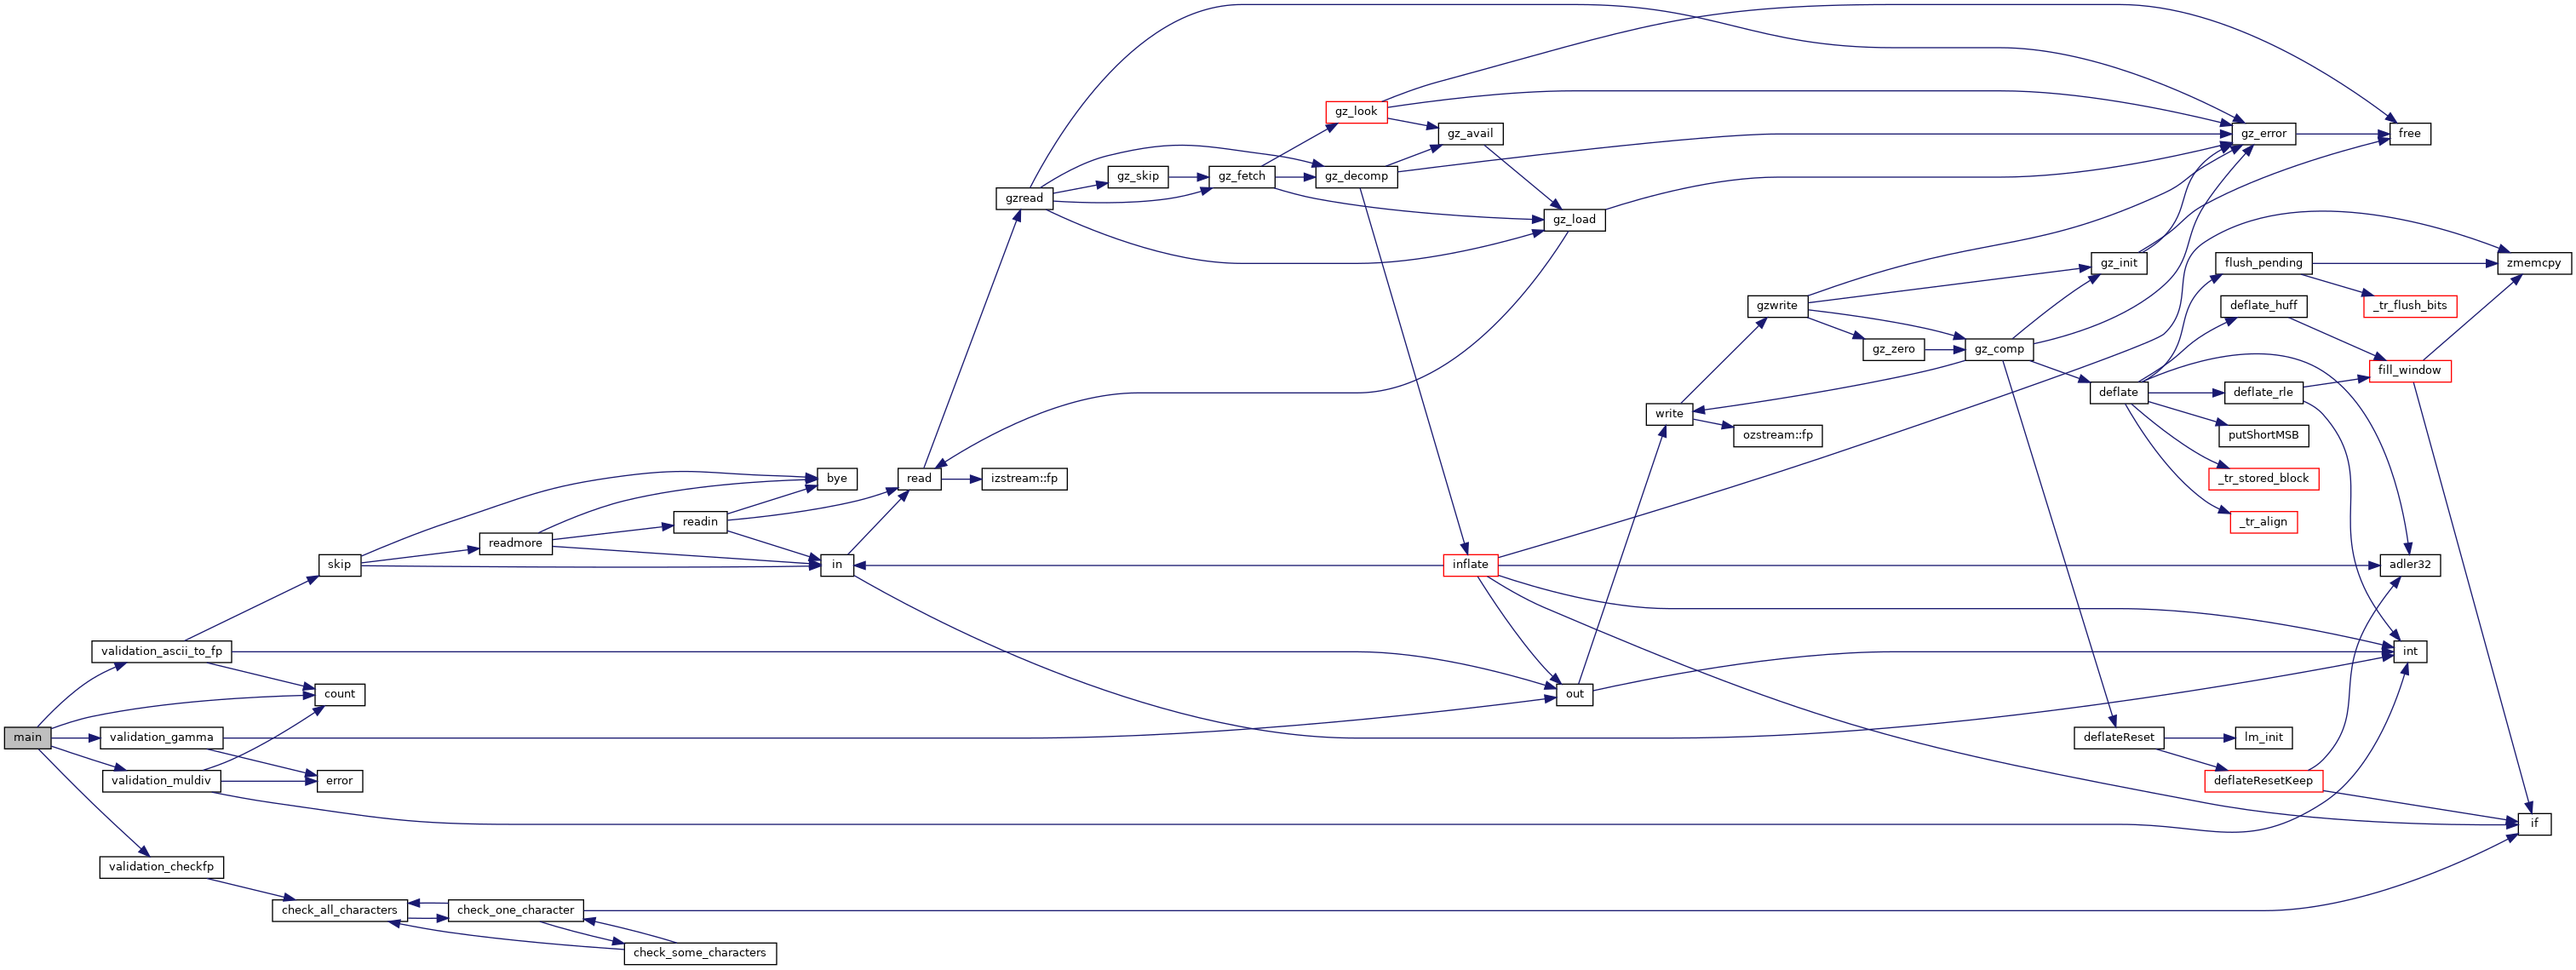 gz_look
gz_avail
gz_error
free
gz_skip
gz_fetch
gz_decomp
gzread
gz_load
gz_init
flush_pending
zmemcpy
gzwrite
deflate_huff
_tr_flush_bits
gz_zero
gz_comp
fill_window
deflate
deflate_rle
write
ozstream::fp
putShortMSB
bye
read
izstream::fp
_tr_stored_block
readin
_tr_align
readmore
skip
in
inflate
adler32
validation_ascii_to_fp
int
count
out
main
validation_gamma
deflateReset
lm_init
validation_muldiv
error
deflateResetKeep
if
validation_checkfp
check_all_characters
check_one_character
check_some_characters